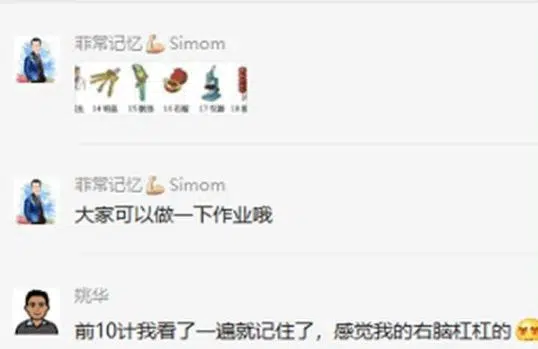 非常记忆💪 Simom
14 钥匙 15 鹦鹉 16 石榴 17 仪器 18
非常记忆💪 Simom
大家可以做一下作业哦
姚华
前10计我看了一遍就记住了，感觉我的右脑杠杠的